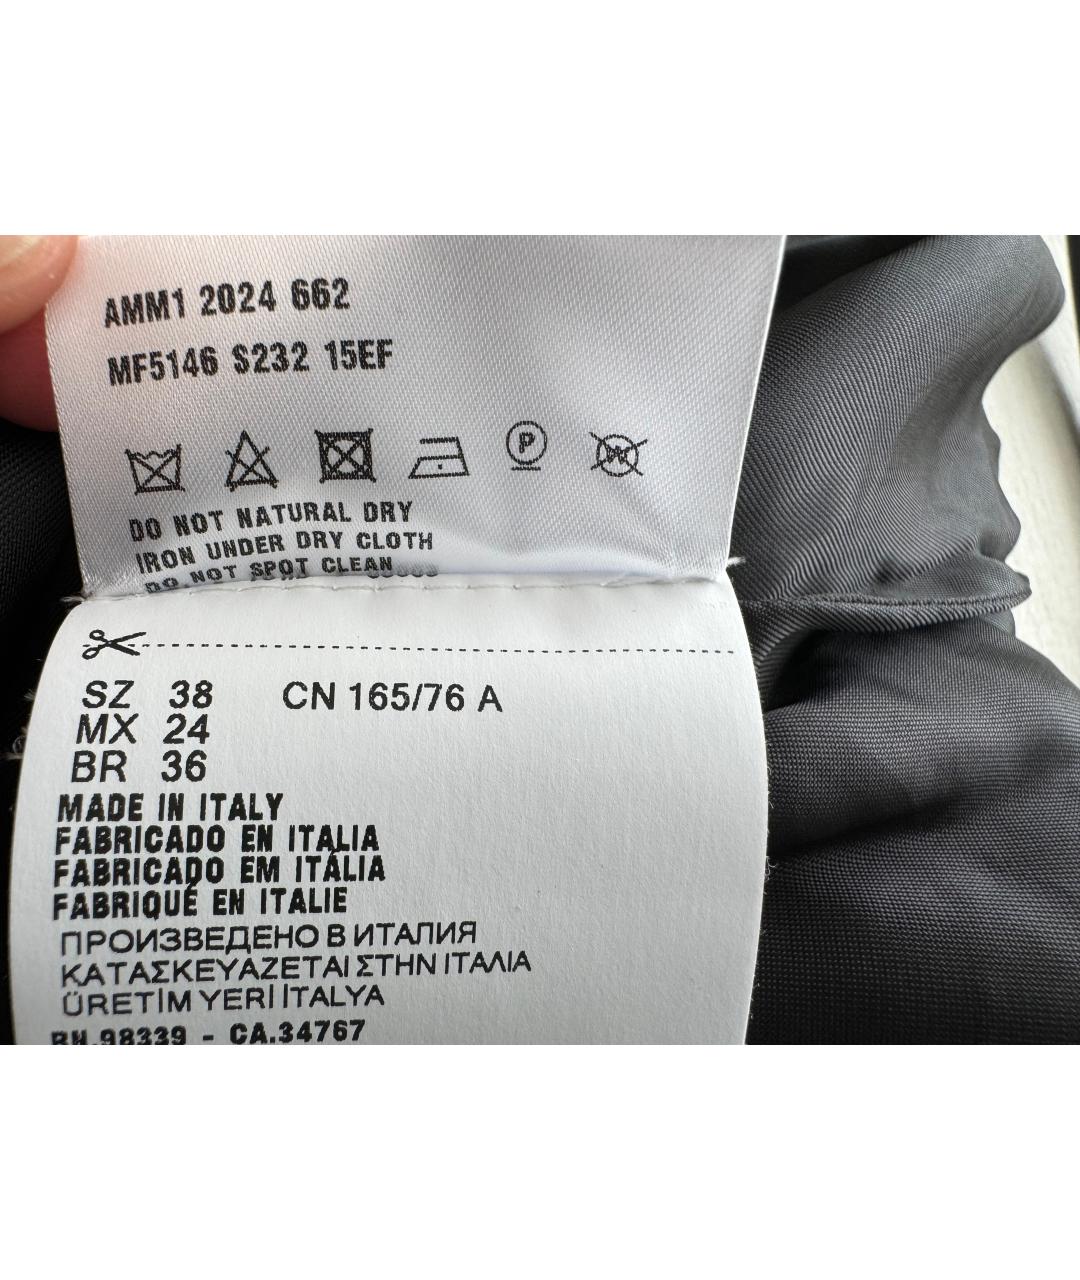 AMM1 2024 662
MF5146 S232 15EF
P
W
DO NOT NATURAL DRY
IRON UNDER DRY CLOTH
DO NOT SPOT CLEAN
SZ 38 CN 165/76 A
MX 24
BR 36
MADE IN ITALY
FABRICADO EN ITALIA
FABRICADO EM ITÁLIA
FABRIQUÉ EN ITALIE
ПРОИЗВЕДЕНО В ИТАЛИЯ
ΚΑΤΑΣΚΕΥΑΖΕΤΑΙ ΣΤΗΝ ΙΤΑΛΙΑ
ÜRETİM YERİ İTALYA
RN.98339 - CA.34767